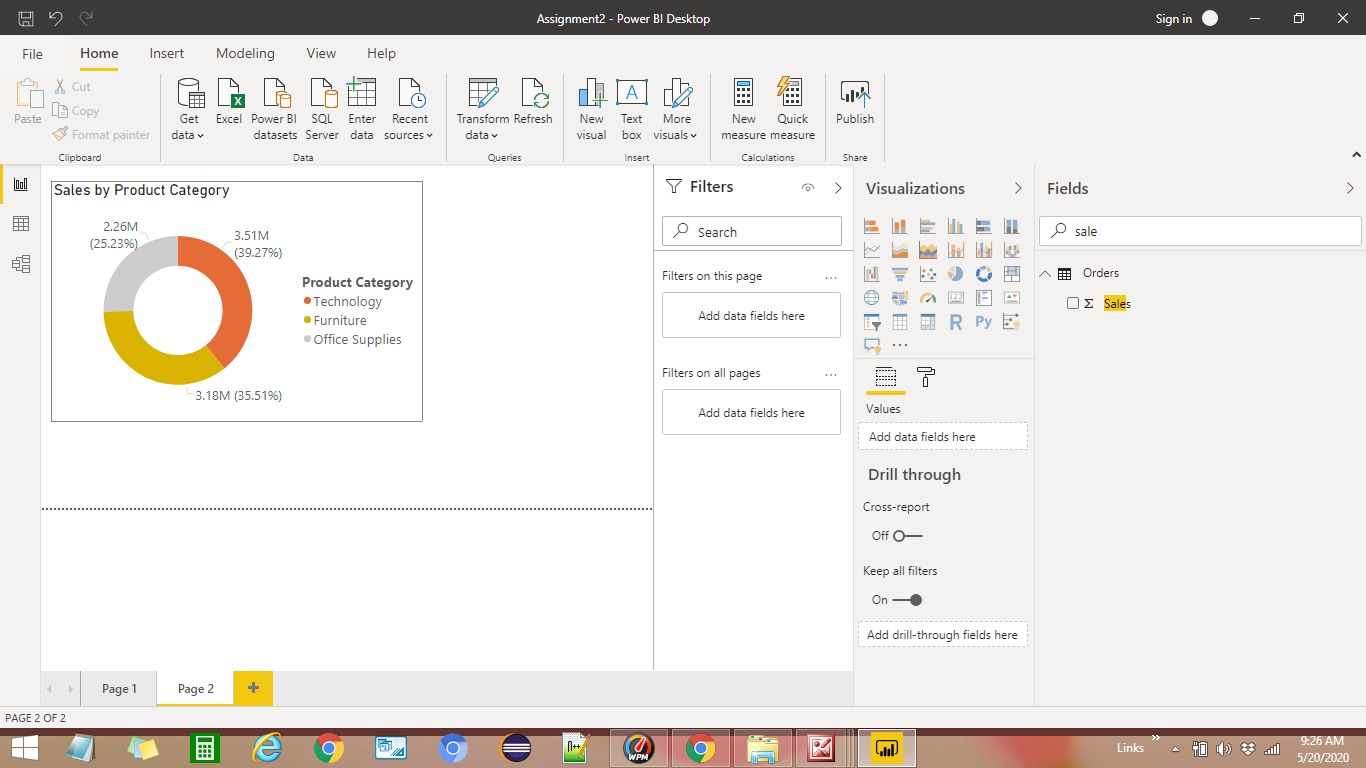 Assignment2 - Power BI Desktop
Sign in
File
Home
Insert
Modeling
View
Help
Paste
Cut
Copy
Format painter
Clipboard
Get
data
Excel
Power BI
datasets
SQL
Server
Enter
data
Recent
sources
Data
Transform
data
Refresh
Queries
New
visual
Text
box
More
visuals
Insert
New
measure
Quick
measure
Calculations
Publish
Share
Sales by Product Category
2.26M
(25.23%)
3.51M
(39.27%)
3.18M (35.51%)
Product Category
Technology
Furniture
Office Supplies
Filters
Search
Filters on this page
...
Add data fields here
Filters on all pages
...
Add data fields here
Visualizations
123
R
Py
...
Values
Add data fields here
Drill through
Cross-report
Off
Keep all filters
On
Add drill-through fields here
Fields
sale
Orders
Σ Sales
Page 1
Page 2
+
PAGE 2 OF 2
WPM
Links
»
9:26 AM
5/20/2020